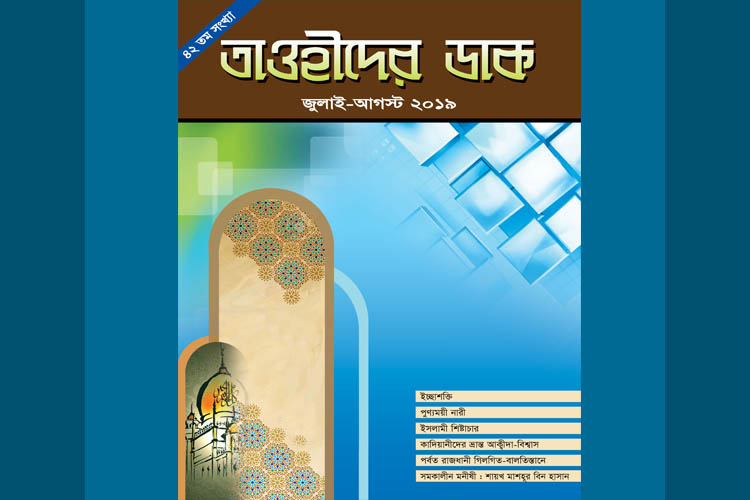 ৪২ তম সংখ্যা
তাওহীদের ডাক
জুলাই-আগস্ট ২০১৯
ইচ্ছাশক্তি
পুণ্যময়ী নারী
ইসলামী শিষ্টাচার
কাদিয়ানীদের ভ্রান্ত আক্বীদা-বিশ্বাস
পর্বত রাজধানী গিলগিত-বালতিস্তানে
সমকালীন মনীষী : শায়খ মাশহূর বিন হাসান